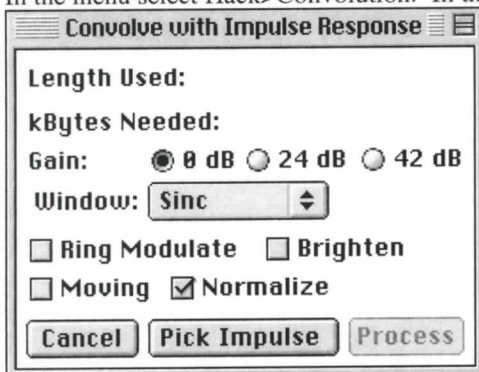 In the menu select Hack>Convolution. In th
Convolve with Impulse Response
Length Used:
kBytes Needed:
Gain: 0 dB 24 dB 42 dB
Window: Sinc
Ring Modulate Brighten
Moving Normalize
Cancel Pick Impulse Process